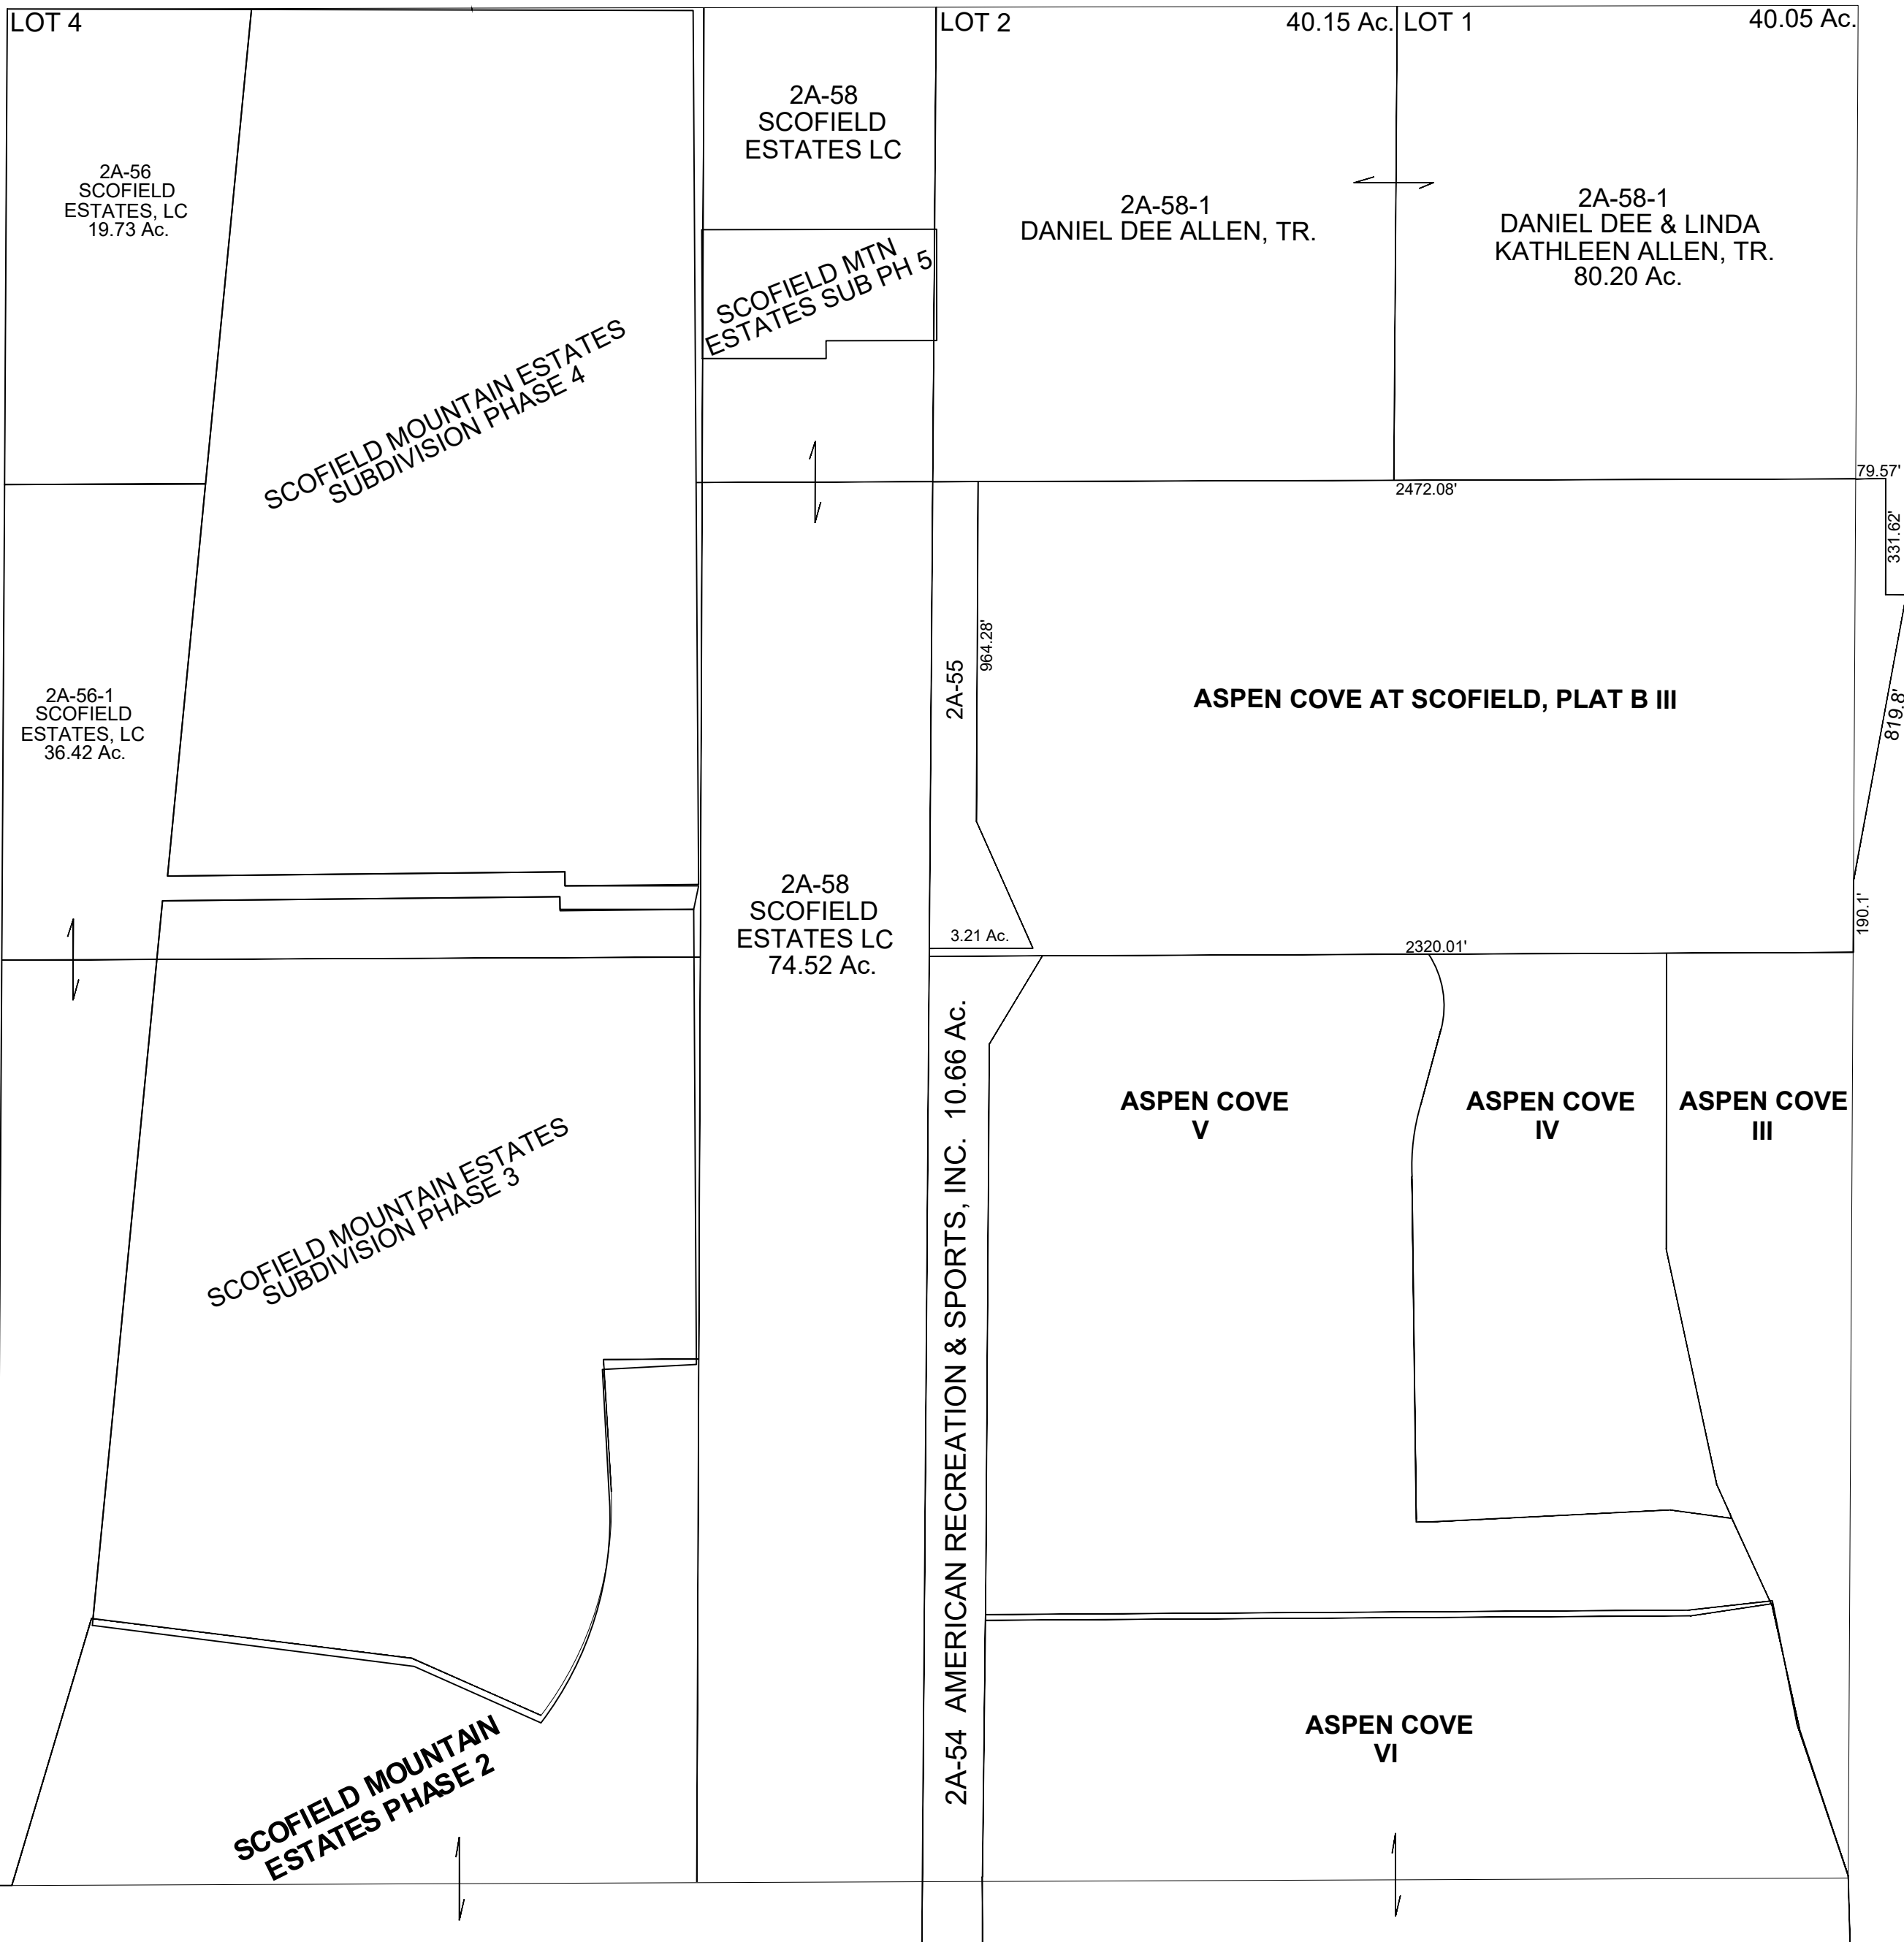 LOT 4
LOT 2
40.15 Ac.
LOT 1
40.05 Ac.
2A-58
SCOFIELD
ESTATES LC
2A-56
SCOFIELD
ESTATES, LC
19.73 Ac.
2A-58-1
DANIEL DEE ALLEN, TR.
2A-58-1
DANIEL DEE & LINDA
KATHLEEN ALLEN, TR.
80.20 Ac.
SCOFIELD MTN
ESTATES SUB PH 5
SCOFIELD MOUNTAIN ESTATES
SUBDIVISION PHASE 4
79.57'
2472.08'
331.62'
964.28'
2A-55
2A-56-1
SCOFIELD
ESTATES, LC
36.42 Ac.
ASPEN COVE AT SCOFIELD, PLAT B III
819.8'
2A-58
SCOFIELD
ESTATES LC
74.52 Ac.
190.1'
3.21 Ac.
2320.01'
2A-54 AMERICAN RECREATION & SPORTS, INC. 10.66 Ac.
ASPEN COVE
V
ASPEN COVE
IV
ASPEN COVE
III
SCOFIELD MOUNTAIN ESTATES
SUBDIVISION PHASE 3
SCOFIELD MOUNTAIN
ESTATES PHASE 2
ASPEN COVE
VI